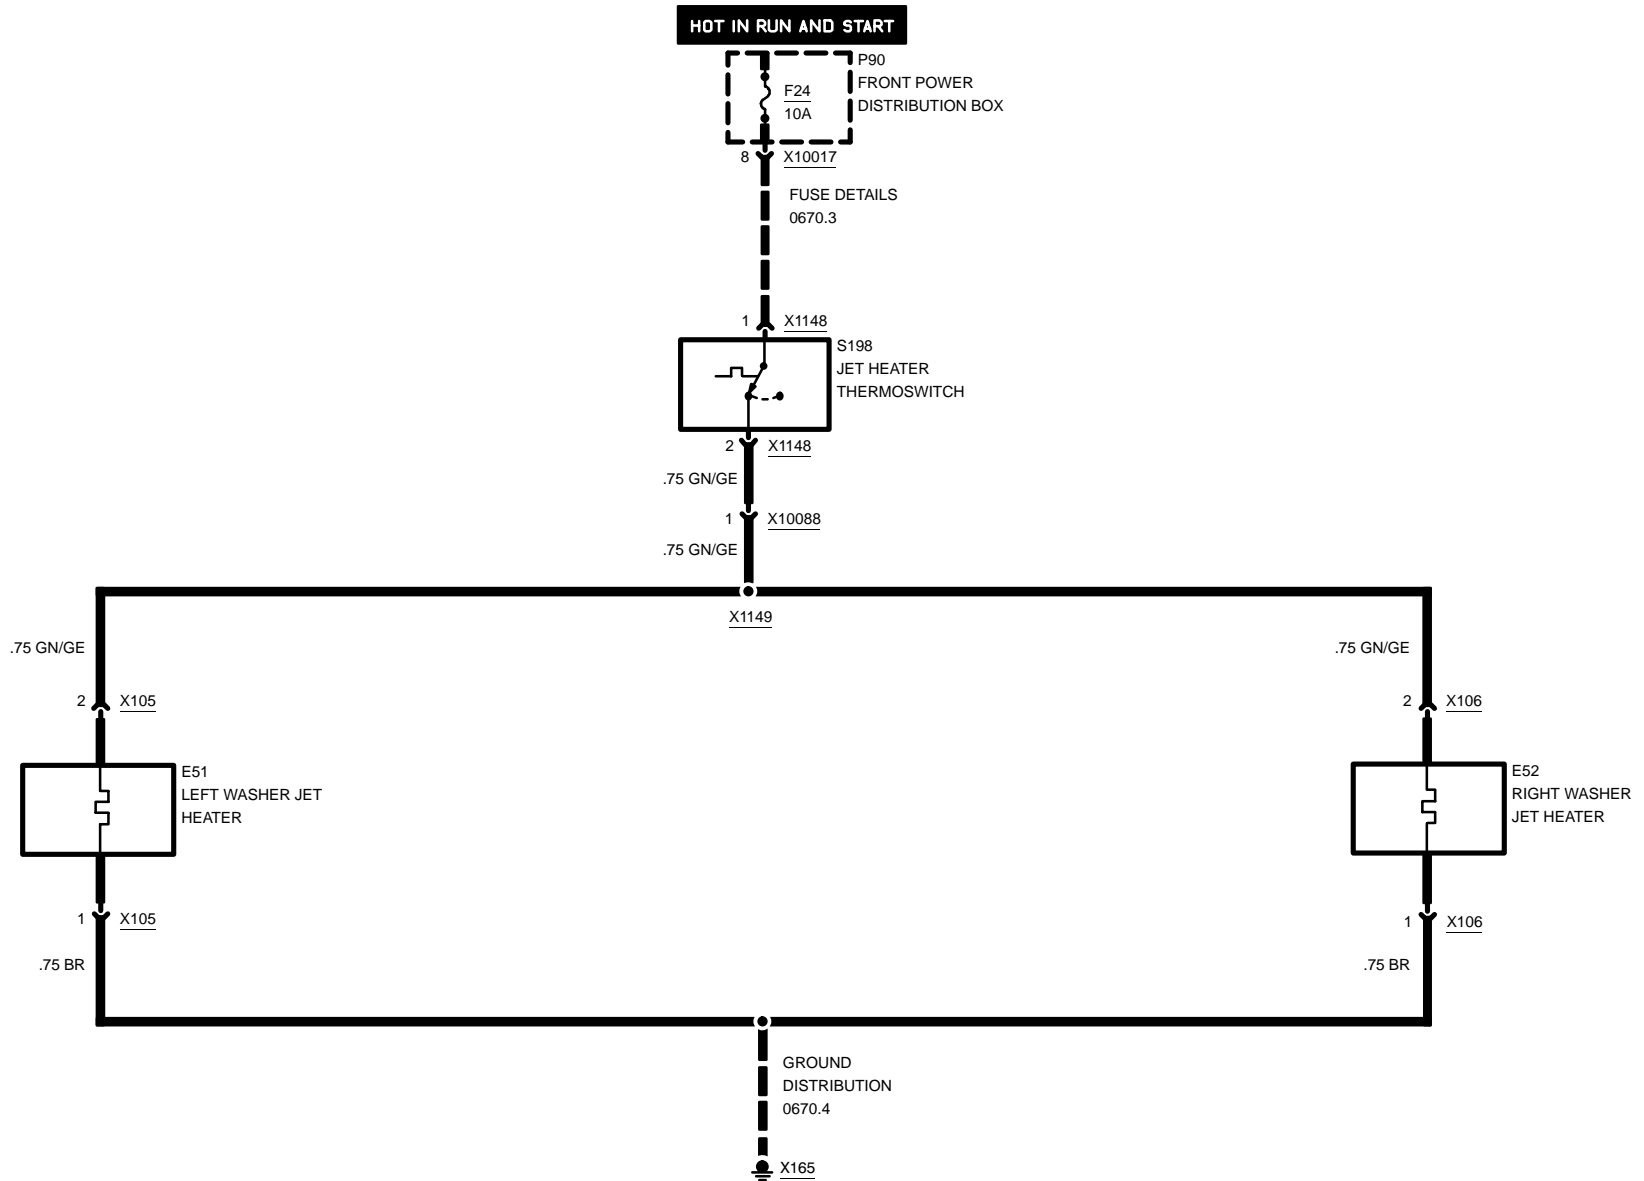 HOT IN RUN AND START
P90
FRONT POWER
DISTRIBUTION BOX
F24
10A
8 X10017
FUSE DETAILS
0670.3
1 X1148
S198
JET HEATER
THERMOSWITCH
2 X1148
.75 GN/GE
1 X10088
.75 GN/GE
X1149
.75 GN/GE
.75 GN/GE
2 X105
2 X106
E51
LEFT WASHER JET
HEATER
E52
RIGHT WASHER
JET HEATER
1 X105
1 X106
.75 BR
.75 BR
GROUND
DISTRIBUTION
0670.4
X165